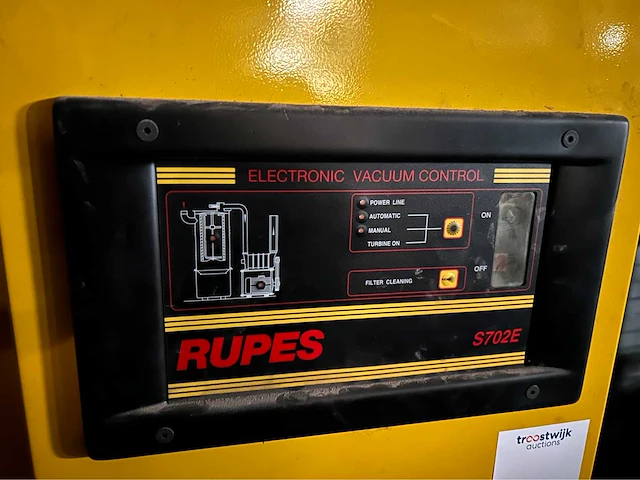 ELECTRONIC VACUUM CONTROL
POWER LINE
AUTOMATIC
MANUAL
TURBINE ON
ON
OFF
FILTER CLEANING
RUPES
S702E
troostwijk
auctions